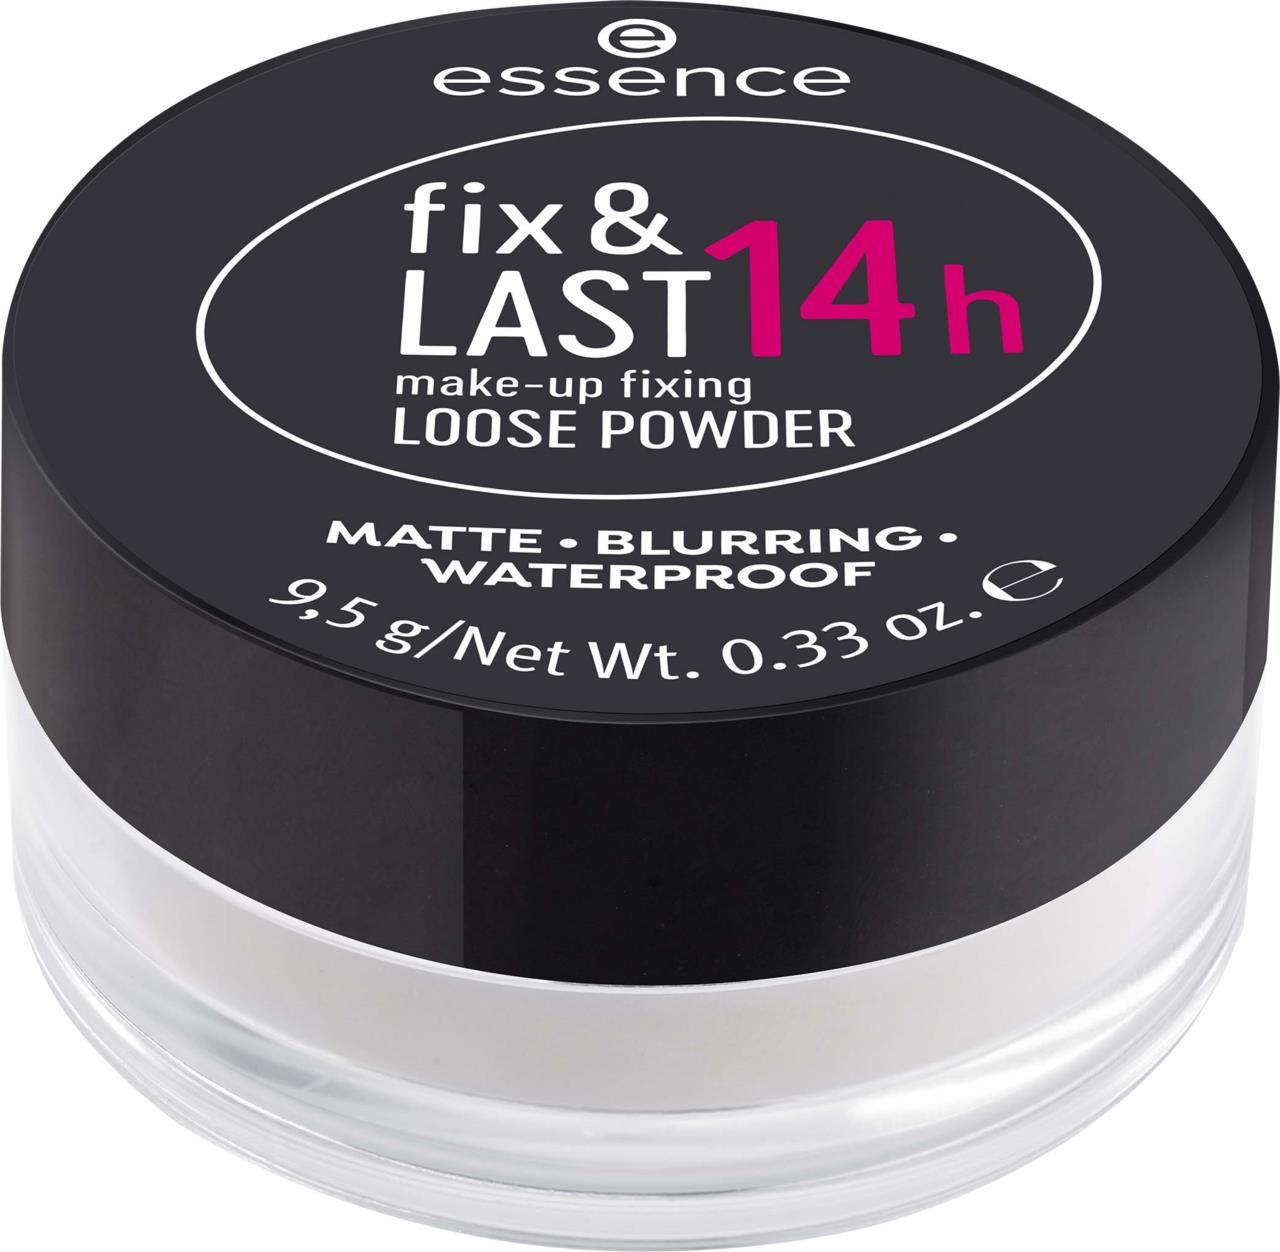 e
essence
fix &
LAST 14h
make-up fixing
LOOSE POWDER
MATTE • BLURRING •
WATERPROOF
9,5 g/Net Wt. 0.33 oz. ℮